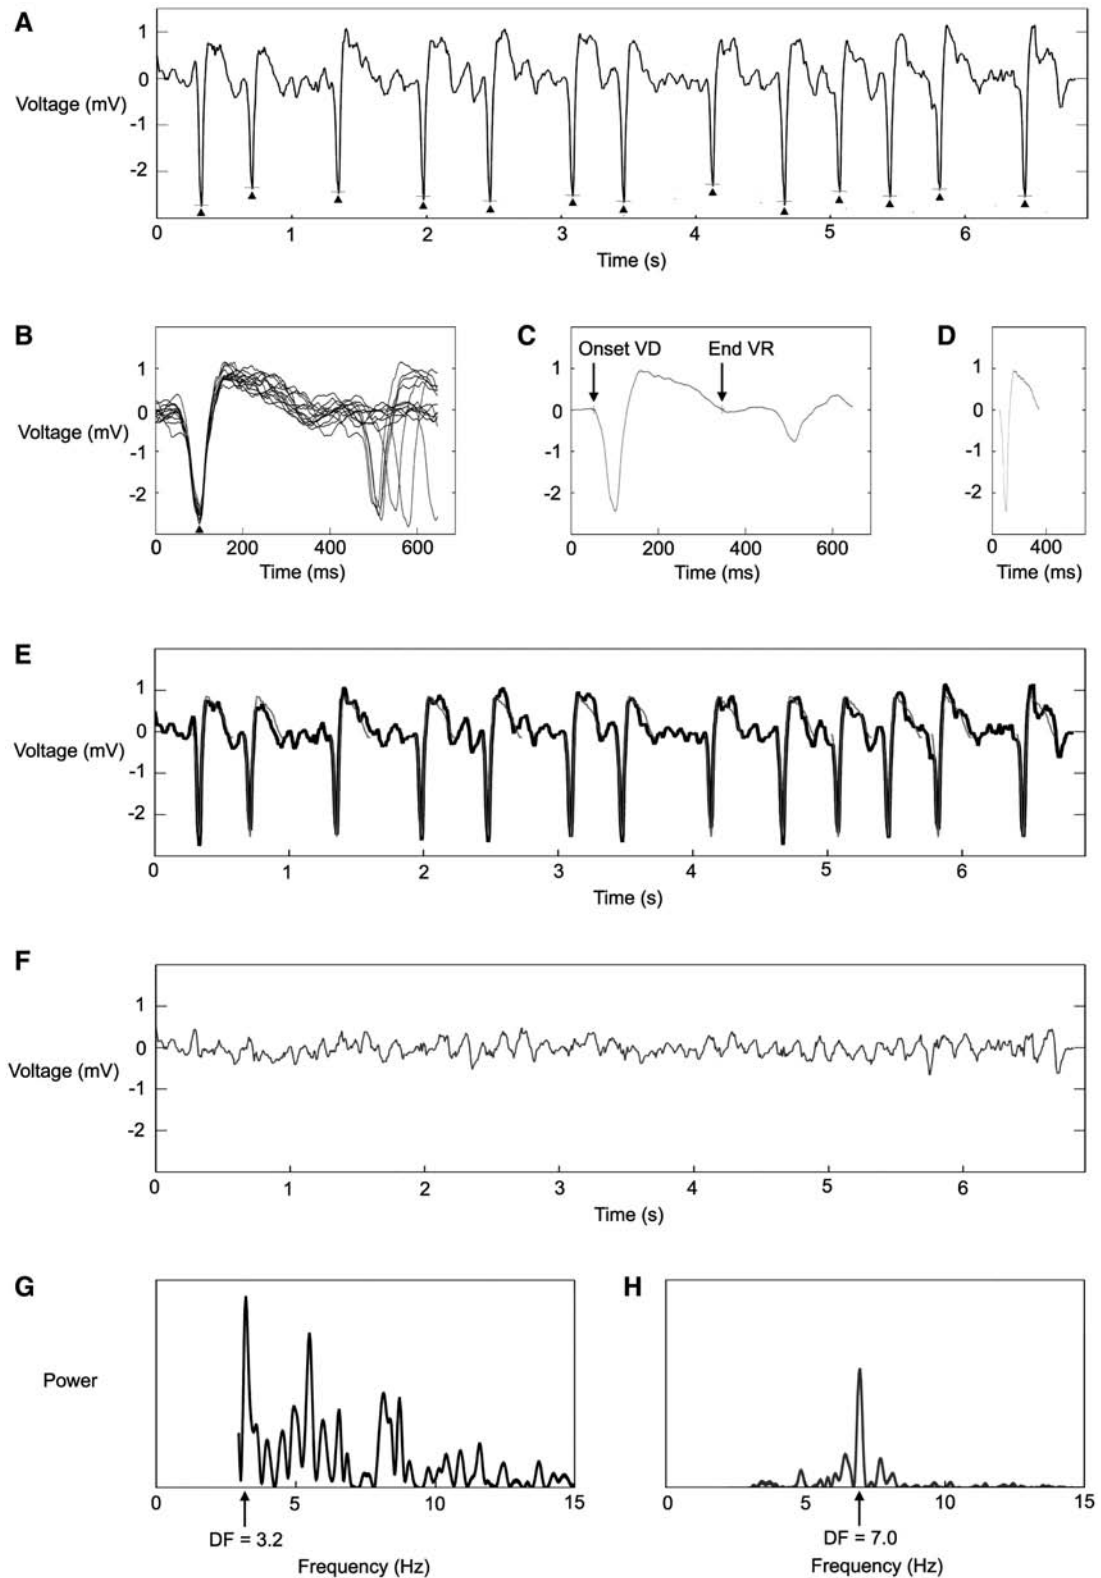 A
Voltage (mV)
1
0
-1
-2
0 1 2 3 4 5 6
Time (s)
B
Voltage (mV)
1
0
-1
-2
0 200 400 600
Time (ms)
C
Onset VD End VR
1
0
-1
-2
0 200 400 600
Time (ms)
D
1
0
-1
-2
0 400
Time (ms)
E
Voltage (mV)
1
0
-1
-2
0 1 2 3 4 5 6
Time (s)
F
Voltage (mV)
1
0
-1
-2
0 1 2 3 4 5 6
Time (s)
G
Power
0 5 10 15
DF = 3.2
Frequency (Hz)
H
0 5 10 15
DF = 7.0
Frequency (Hz)